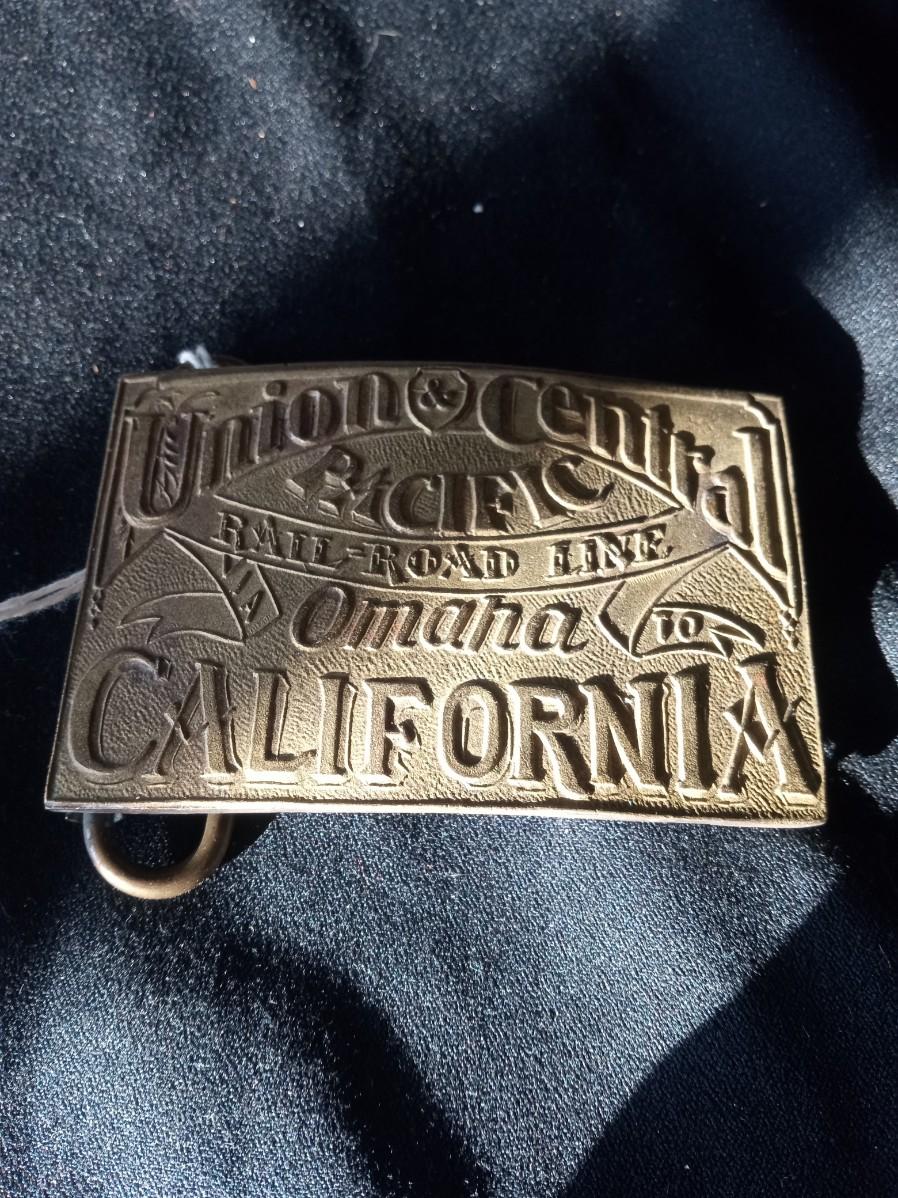 Union & Central
PACIFIC
RAIL-ROAD LINE
VIA Omaha TO
CALIFORNIA